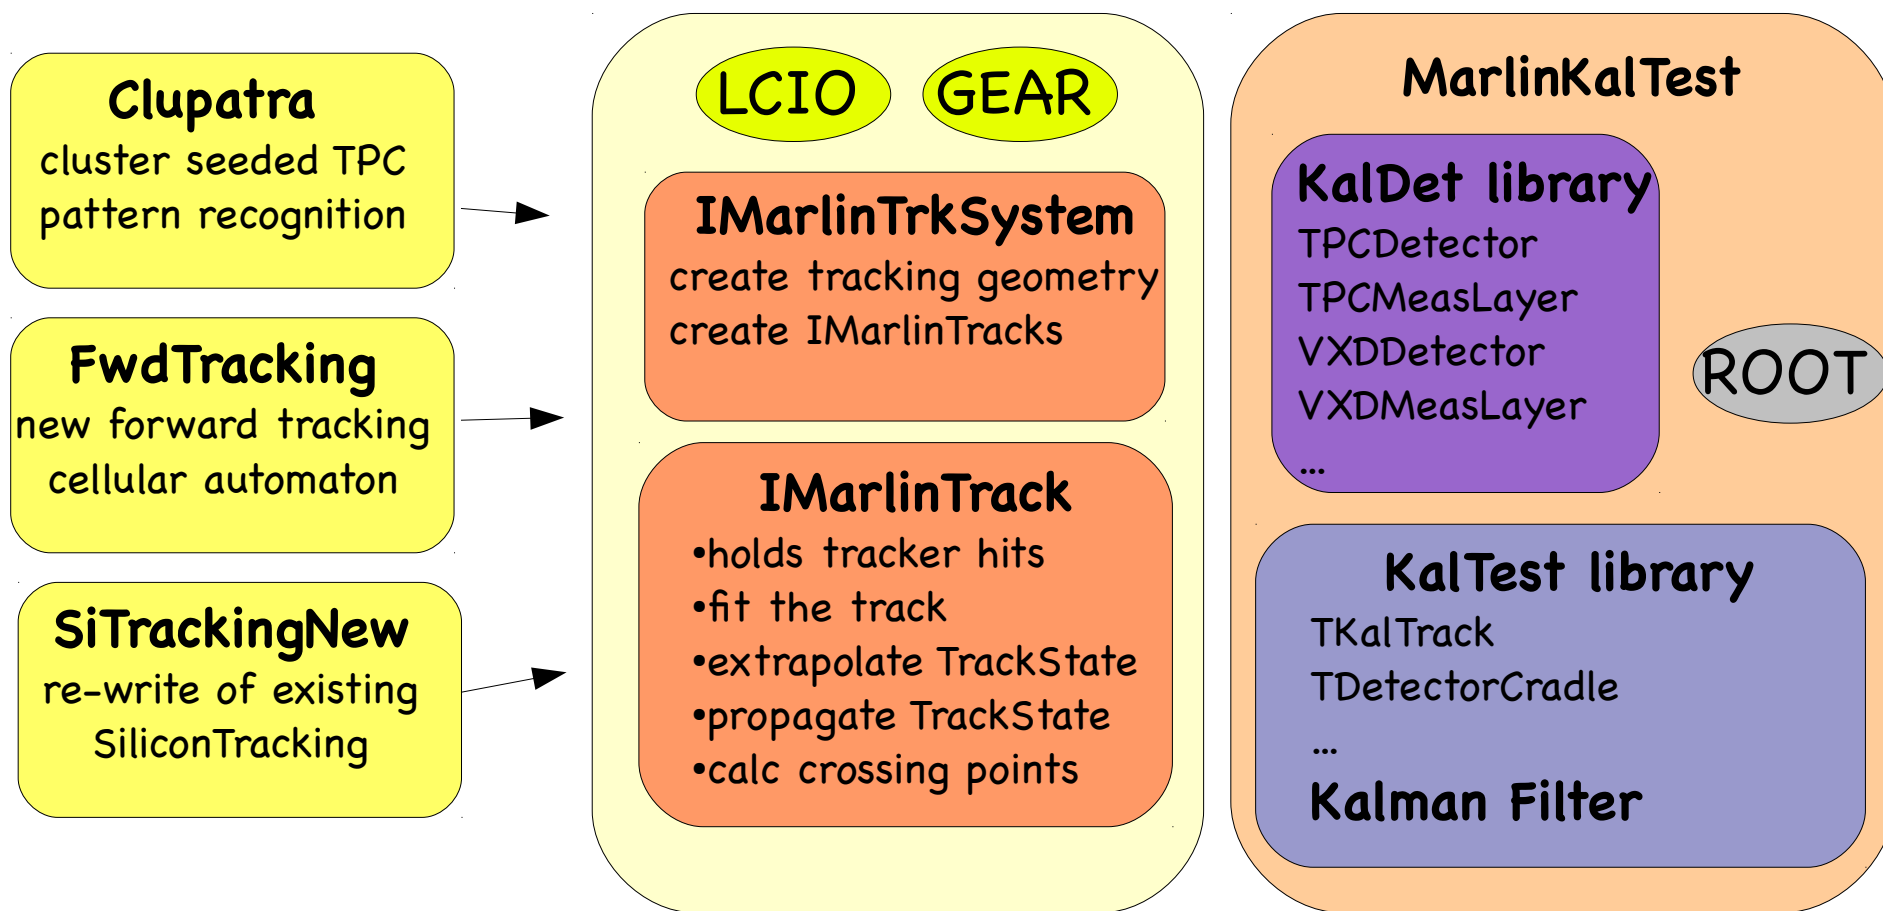 Clupatra
cluster seeded TPC
pattern recognition
FwdTracking
new forward tracking
cellular automaton
SiTrackingNew
re-write of existing
SiliconTracking
LCIO
GEAR
IMarlinTrkSystem
create tracking geometry
create IMarlinTracks
IMarlinTrack
•holds tracker hits
•fit the track
•extrapolate TrackState
•propagate TrackState
•calc crossing points
MarlinKalTest
KalDet library
TPCDetector
TPCMeasLayer
VXDDetector
VXDMeasLayer
...
ROOT
KalTest library
TKalTrack
TDetectorCradle
...
Kalman Filter